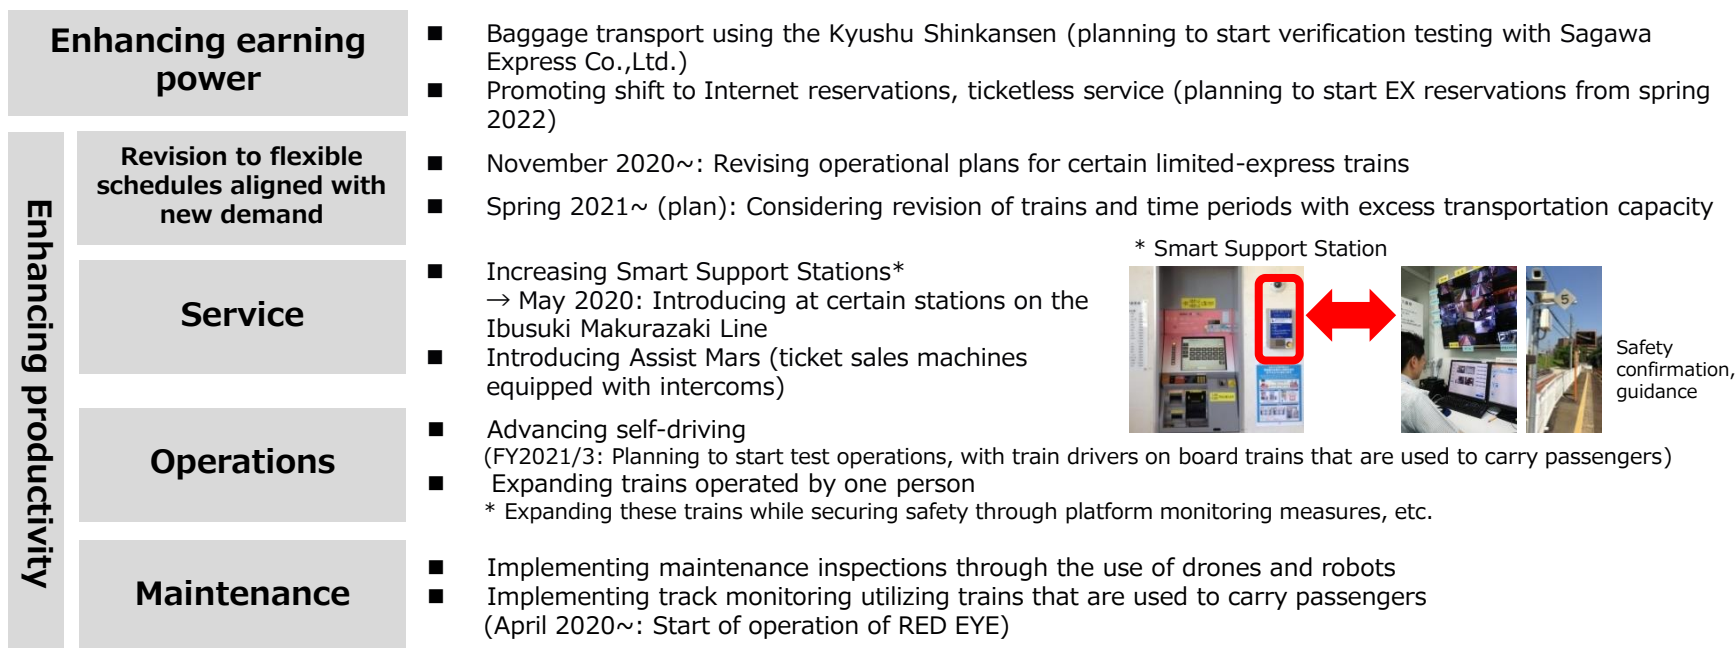 Enhancing earning
power
■ Baggage transport using the Kyushu Shinkansen (planning to start verification testing with Sagawa
Express Co.,Ltd.)
■ Promoting shift to Internet reservations, ticketless service (planning to start EX reservations from spring
2022)
Enhancing productivity
Revision to flexible
schedules aligned with
new demand
■ November 2020~: Revising operational plans for certain limited-express trains
■ Spring 2021~ (plan): Considering revision of trains and time periods with excess transportation capacity
Service
■ Increasing Smart Support Stations*
→ May 2020: Introducing at certain stations on the
Ibusuki Makurazaki Line
■ Introducing Assist Mars (ticket sales machines
equipped with intercoms)
* Smart Support Station
5
Safety
confirmation,
guidance
Operations
■ Advancing self-driving
(FY2021/3: Planning to start test operations, with train drivers on board trains that are used to carry passengers)
■ Expanding trains operated by one person
* Expanding these trains while securing safety through platform monitoring measures, etc.
Maintenance
■ Implementing maintenance inspections through the use of drones and robots
■ Implementing track monitoring utilizing trains that are used to carry passengers
(April 2020~: Start of operation of RED EYE)